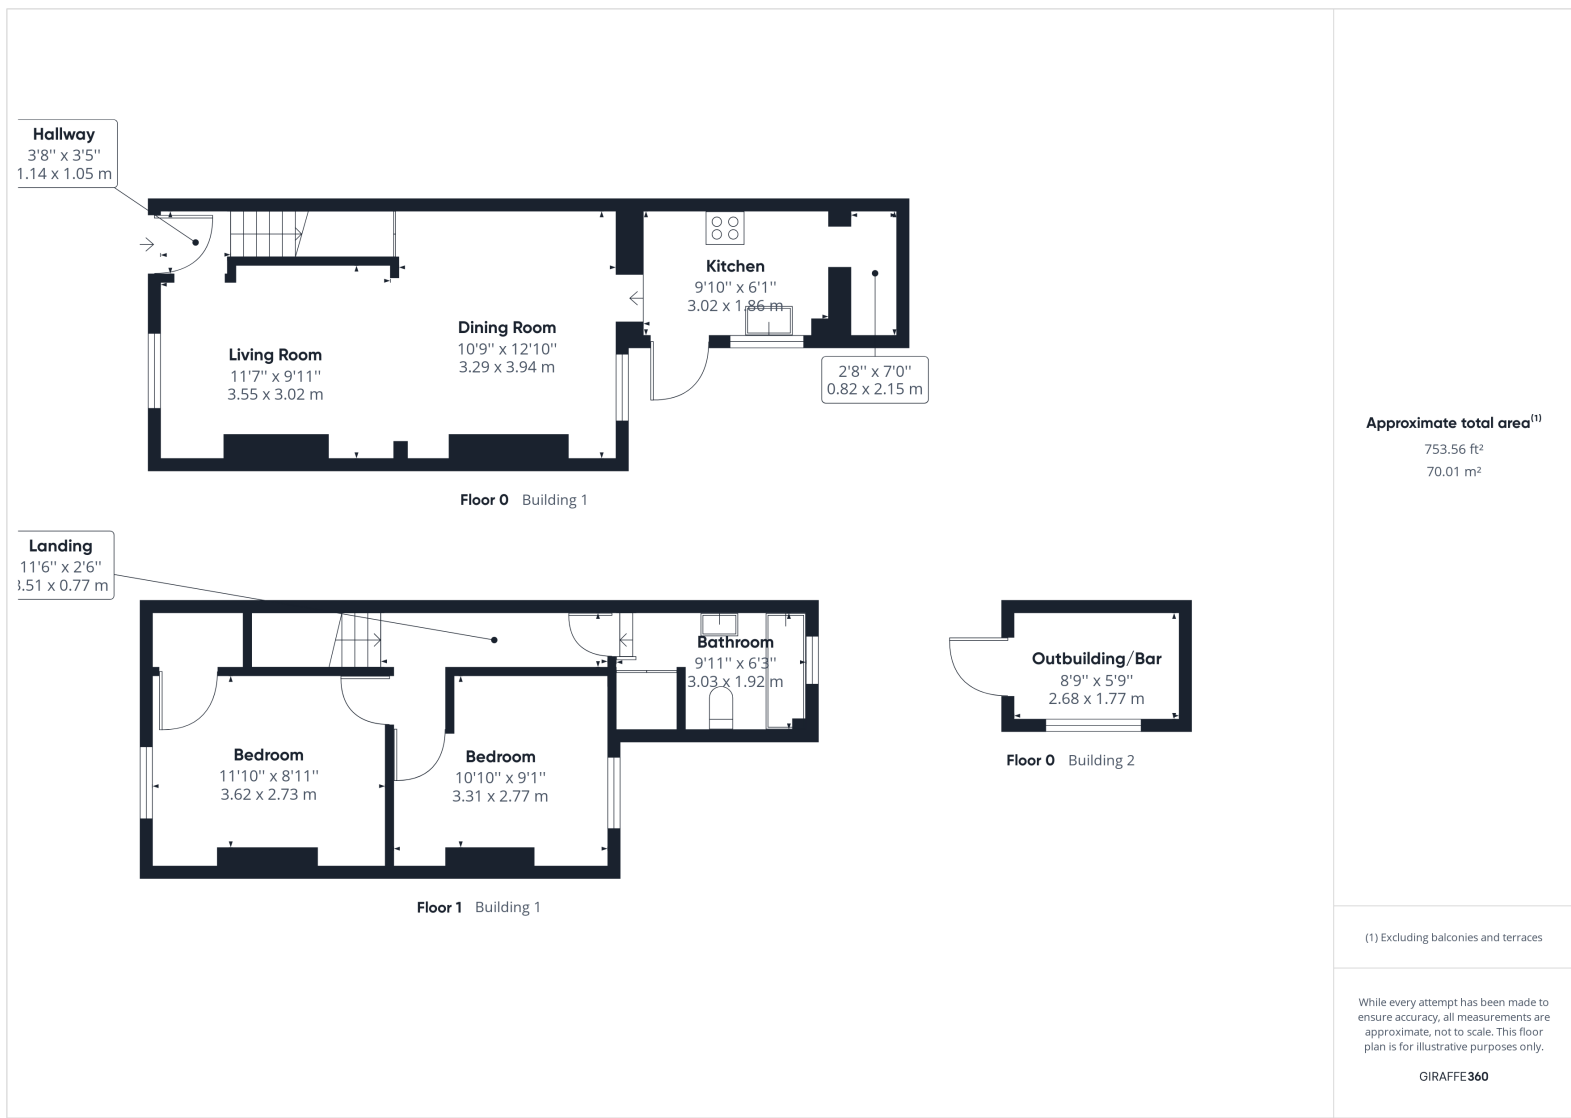 Hallway
3'8'' x 3'5''
1.14 x 1.05 m
Kitchen
9'10'' x 6'1''
3.02 x 1.86 m
Dining Room
10'9'' x 12'10''
3.29 x 3.94 m
Living Room
11'7'' x 9'11''
3.55 x 3.02 m
2'8'' x 7'0''
0.82 x 2.15 m
Floor 0 Building 1
Landing
11'6'' x 2'6''
3.51 x 0.77 m
Bathroom
9'11'' x 6'3''
3.03 x 1.92 m
Bedroom
11'10'' x 8'11''
3.62 x 2.73 m
Bedroom
10'10'' x 9'1''
3.31 x 2.77 m
Floor 1 Building 1
Outbuilding/Bar
8'9'' x 5'9''
2.68 x 1.77 m
Floor 0 Building 2
Approximate total area(1)
753.56 ft²
70.01 m²
(1) Excluding balconies and terraces
While every attempt has been made to
ensure accuracy, all measurements are
approximate, not to scale. This floor
plan is for illustrative purposes only.
GIRAFFE360